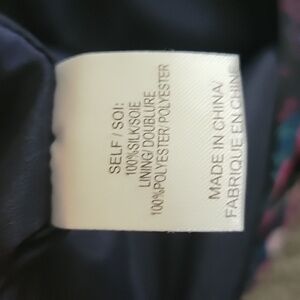 SELF / SOI:
100%SILK/SOIE
LINING/ DOUBLURE
100%POLYESTER/ POLYESTER
MADE IN CHINA/
FABRIQUE EN CHINE